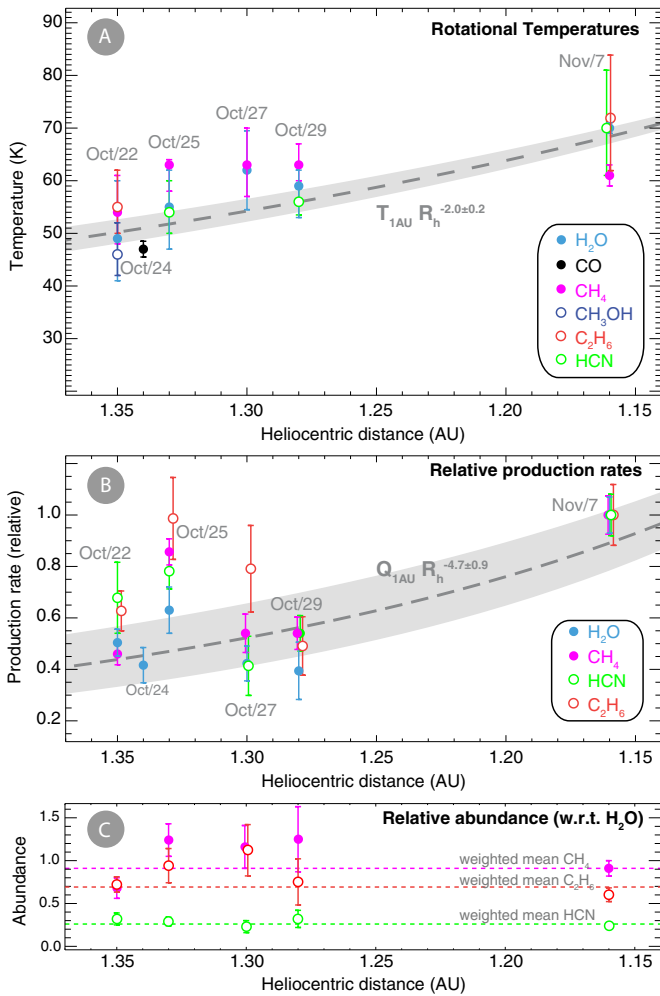 A
Rotational Temperatures
Temperature (K)
90
80
70
60
50
40
30
Oct/22
Oct/25
Oct/27
Oct/29
Nov/7
Oct/24
T₁AU Rₕ⁻²·⁰±⁰·²
H₂O
CO
CH₄
CH₃OH
C₂H₆
HCN
1.35 1.30 1.25 1.20 1.15
Heliocentric distance (AU)
B
Relative production rates
Production rate (relative)
1.0
0.8
0.6
0.4
0.2
Oct/22
Oct/25
Nov/7
Oct/24
Oct/27
Oct/29
Q₁AU Rₕ⁻⁴·⁷±⁰·⁹
H₂O
CH₄
HCN
C₂H₆
1.35 1.30 1.25 1.20 1.15
Heliocentric distance (AU)
C
Relative abundance (w.r.t. H₂O)
Abundance
1.5
1.0
0.5
0.0
weighted mean CH₄
weighted mean C₂H₆
weighted mean HCN
1.35 1.30 1.25 1.20 1.15
Heliocentric distance (AU)